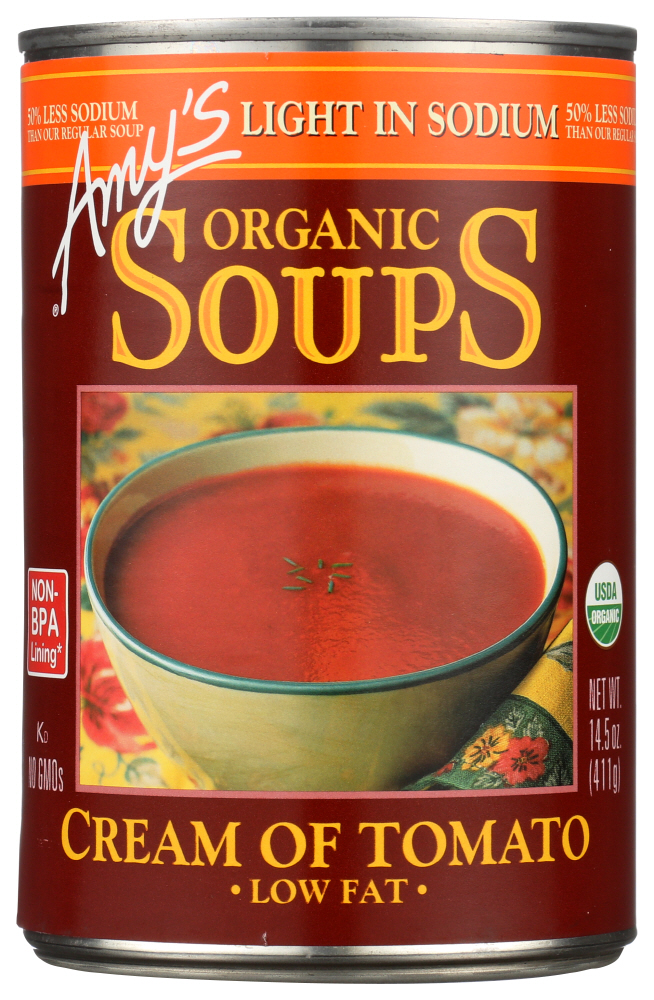 50% LESS SODIUM
THAN OUR REGULAR SOUP
Amy's
LIGHT IN SODIUM
50% LESS
THAN OUR REGULAR
ORGANIC
SOUPS
®
NON-
BPA
Lining*
USDA
ORGANIC
KD
NO GMOs
NET WT.
14.5 oz.
(411g)
CREAM OF TOMATO
• LOW FAT •